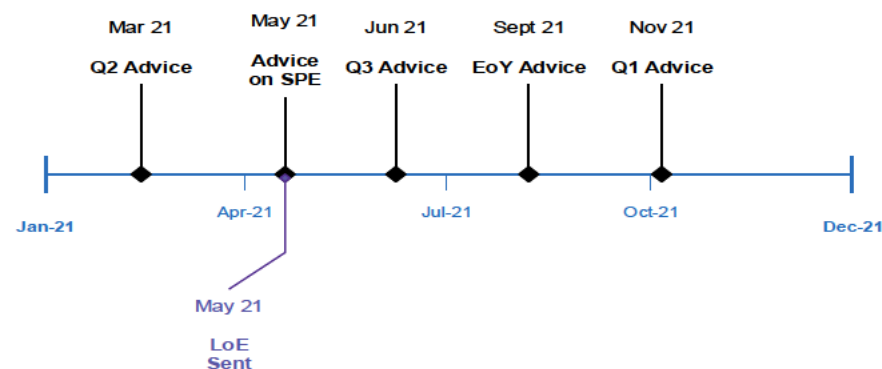 Mar 21
Q2 Advice
May 21
Advice
on SPE
Jun 21
Q3 Advice
Sept 21
EoY Advice
Nov 21
Q1 Advice
Jan-21
Apr-21
Jul-21
Oct-21
Dec-21
May 21
LoE
Sent